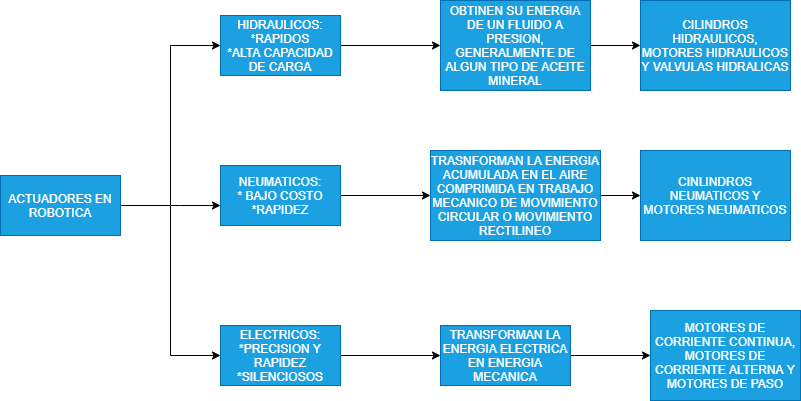 ACTUADORES EN
ROBOTICA
HIDRAULICOS:
*RAPIDOS
*ALTA CAPACIDAD
DE CARGA
OBTINEN SU ENERGIA
DE UN FLUIDO A
PRESION,
GENERALMENTE DE
ALGUN TIPO DE ACEITE
MINERAL
CILINDROS
HIDRAULICOS,
MOTORES HIDRAULICOS
Y VALVULAS HIDRALICAS
NEUMATICOS:
* BAJO COSTO
*RAPIDEZ
TRASNFORMAN LA ENERGIA
ACUMULADA EN EL AIRE
COMPRIMIDA EN TRABAJO
MECANICO DE MOVIMIENTO
CIRCULAR O MOVIMIENTO
RECTILINEO
CINLINDROS
NEUMATICOS Y
MOTORES NEUMATICOS
ELECTRICOS:
*PRECISION Y
RAPIDEZ
*SILENCIOSOS
TRANSFORMAN LA
ENERGIA ELECTRICA
EN ENERGIA
MECANICA
MOTORES DE
CORRIENTE CONTINUA,
MOTORES DE
CORRIENTE ALTERNA Y
MOTORES DE PASO